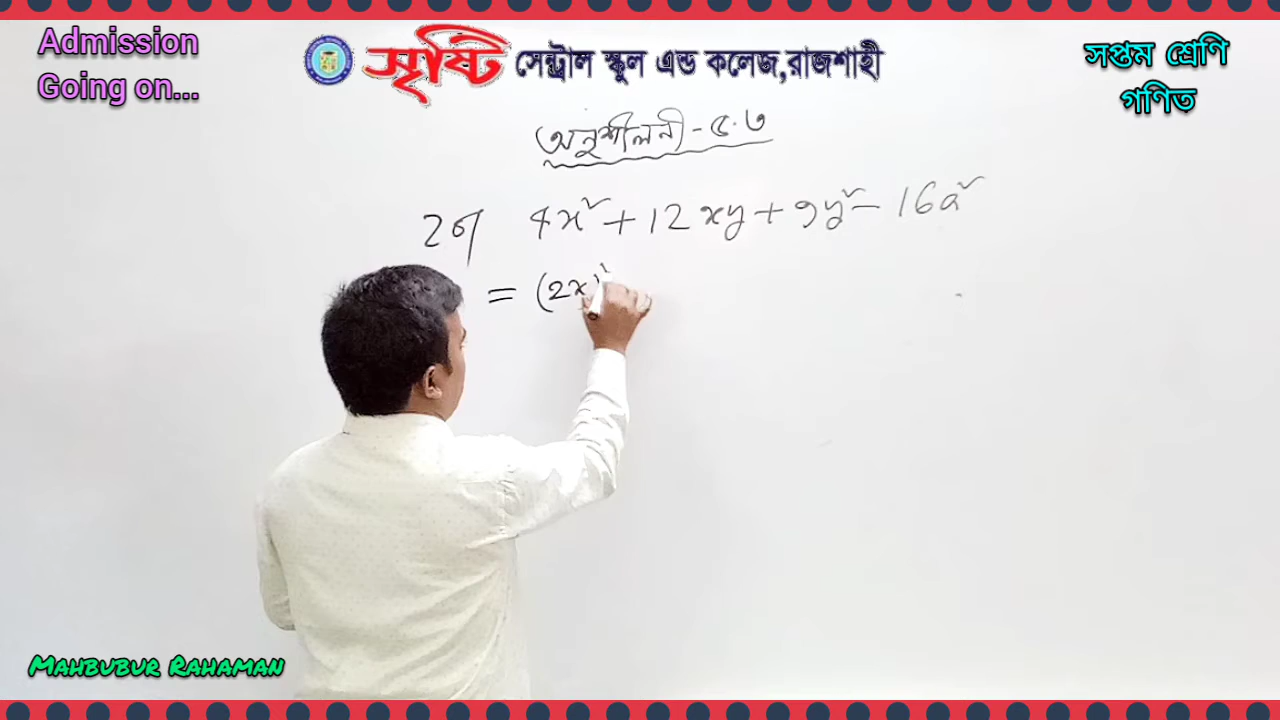 Admission
Going on...
সৃষ্টি সেন্ট্রাল স্কুল এন্ড কলেজ,রাজশাহী
সপ্তম শ্রেণি
গণিত
অনুশীলনী - ৫.৩
4x² + 12xy + 9y² - 16a²
= (2x)²
MAHBUBUR RAHAMAN